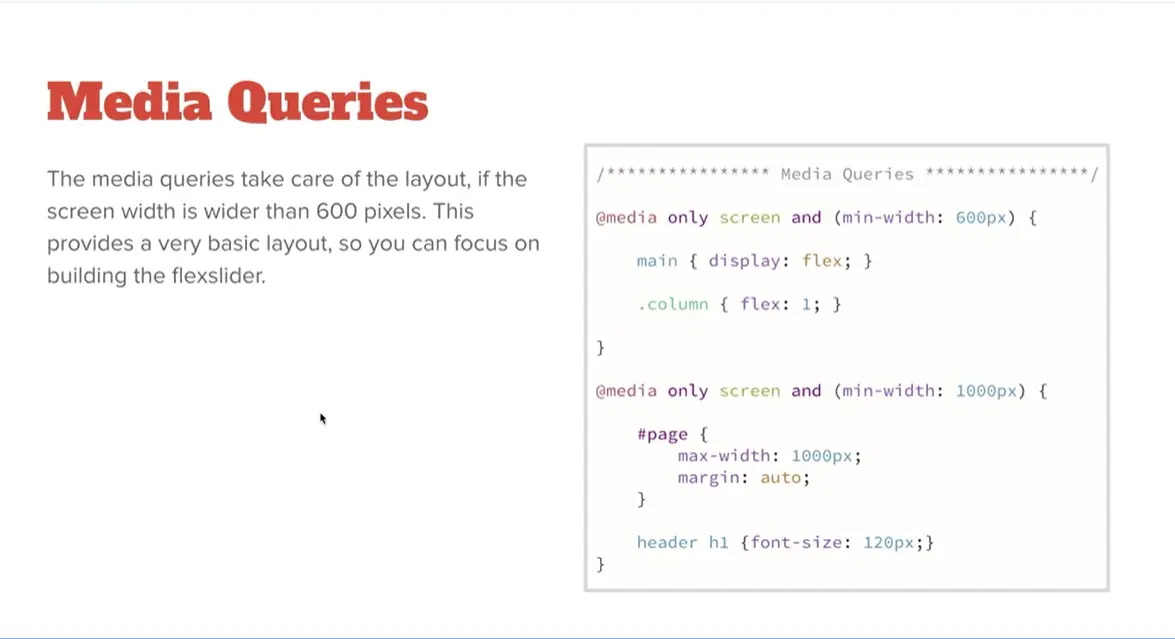 Media Queries
The media queries take care of the layout, if the
screen width is wider than 600 pixels. This
provides a very basic layout, so you can focus on
building the flexslider.
/**************** Media Queries ****************/
@media only screen and (min-width: 600px) {
main { display: flex; }
.column { flex: 1; }
}
@media only screen and (min-width: 1000px) {
#page {
max-width: 1000px;
margin: auto;
}
header h1 {font-size: 120px;}
}